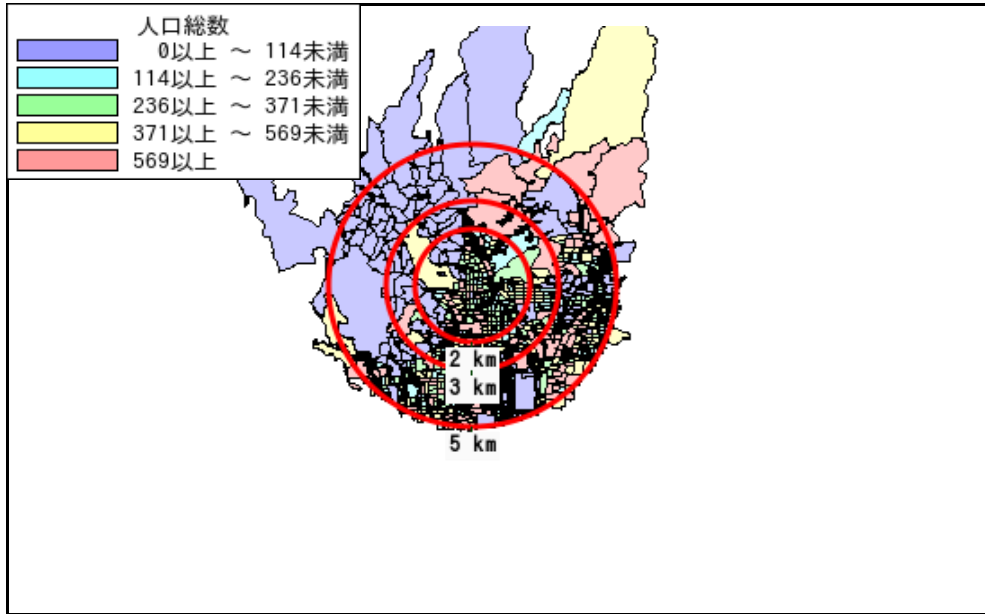 人口総数
0以上 ～ 114未満
114以上 ～ 236未満
236以上 ～ 371未満
371以上 ～ 569未満
569以上
2 km
3 km
5 km